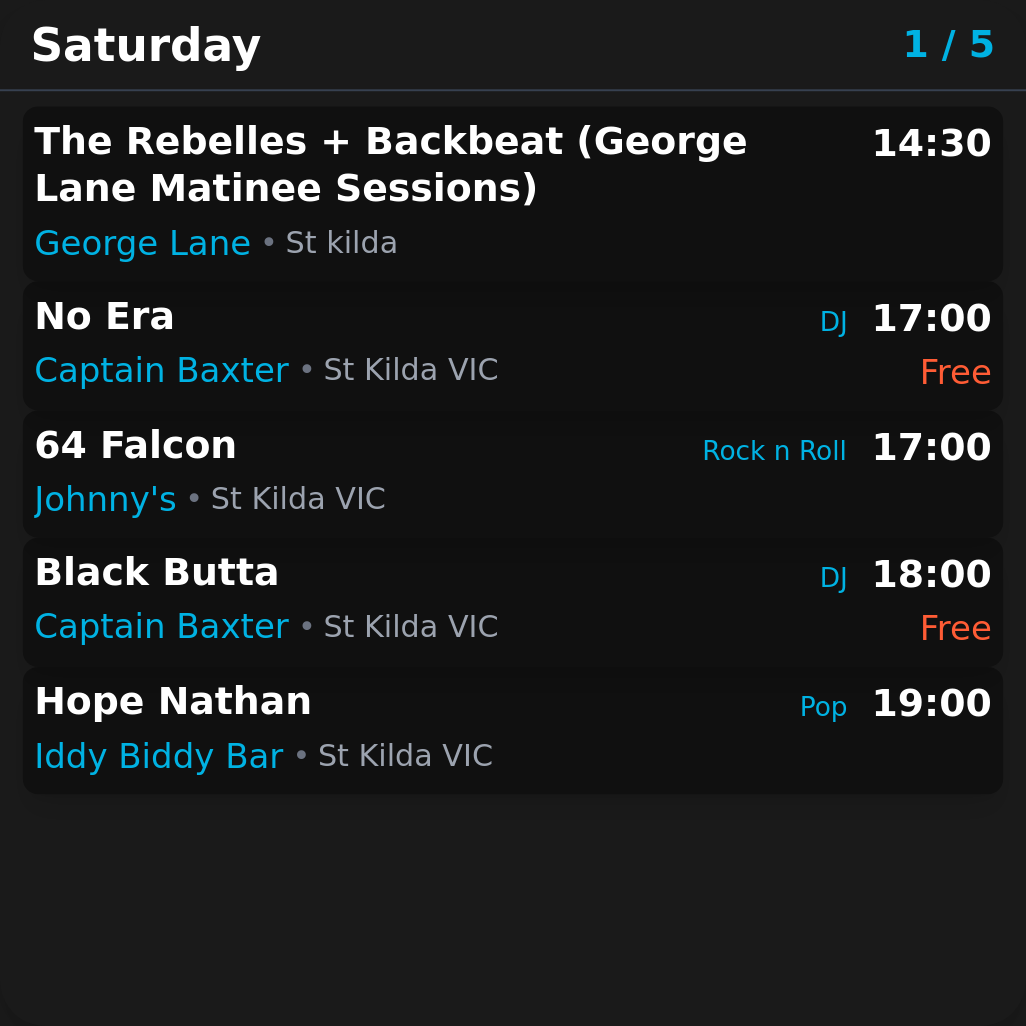 Saturday 1 / 5
The Rebelles + Backbeat (George 14:30
Lane Matinee Sessions)
George Lane • St kilda
No Era DJ 17:00
Captain Baxter • St Kilda VIC Free
64 Falcon Rock n Roll 17:00
Johnny's • St Kilda VIC
Black Butta DJ 18:00
Captain Baxter • St Kilda VIC Free
Hope Nathan Pop 19:00
Iddy Biddy Bar • St Kilda VIC